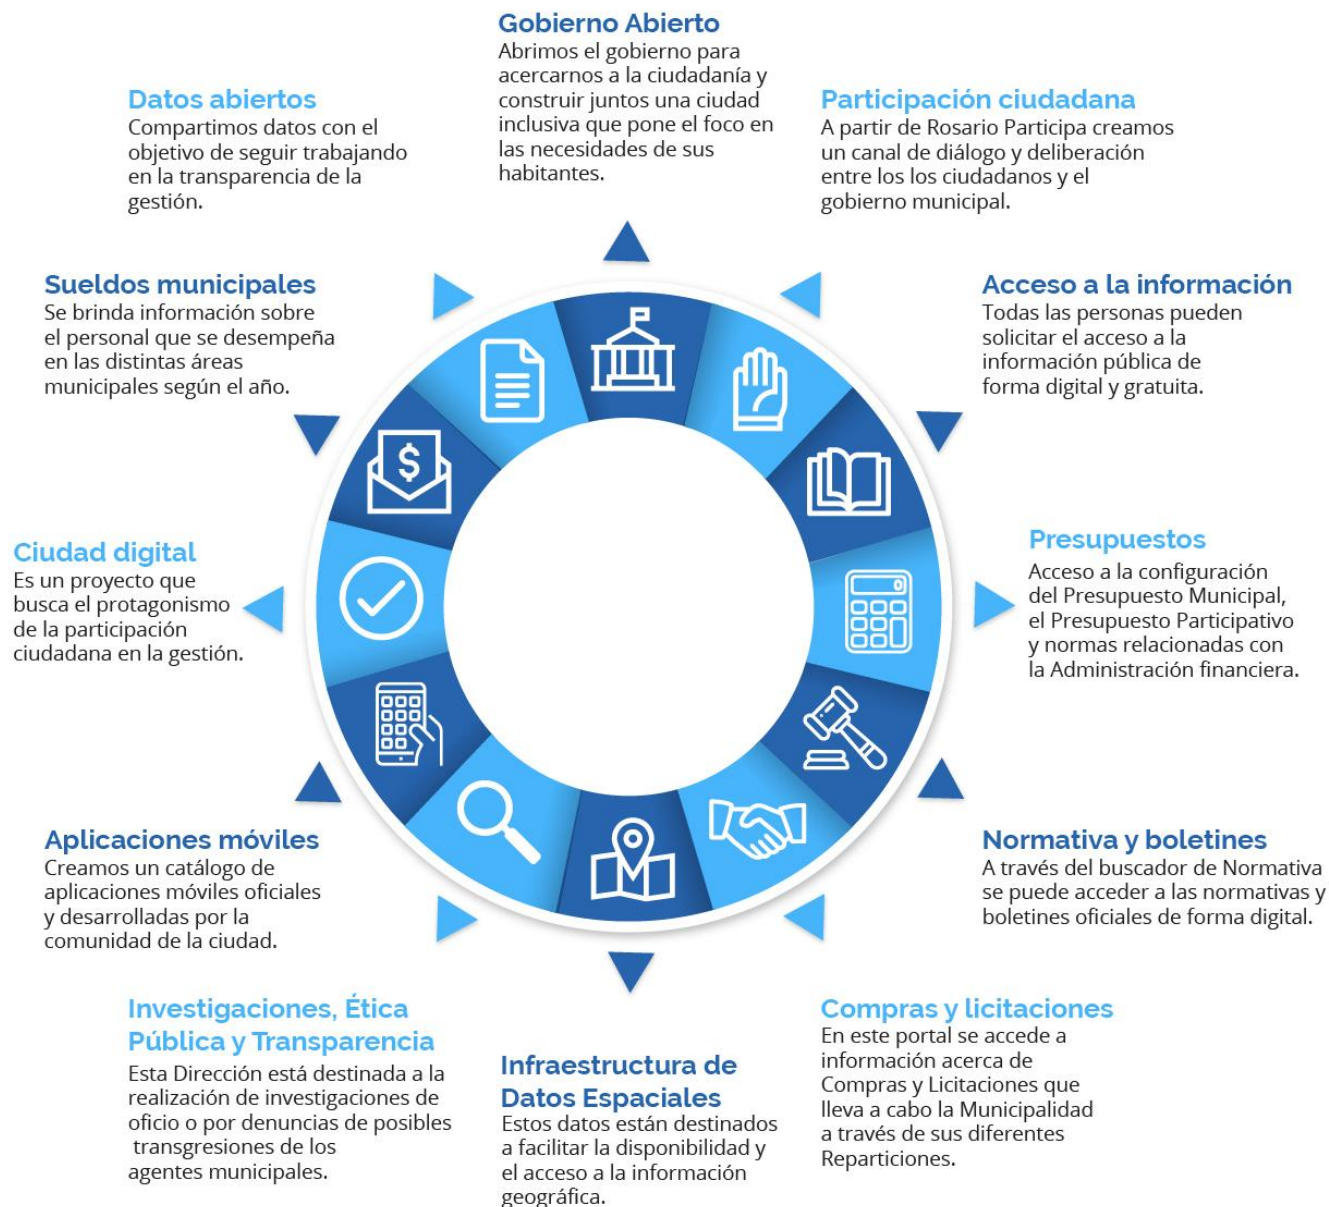 Gobierno Abierto
Abrimos el gobierno para
acercarnos a la ciudadanía y
construir juntos una ciudad
inclusiva que pone el foco en
las necesidades de sus
habitantes.
Datos abiertos
Compartimos datos con el
objetivo de seguir trabajando
en la transparencia de la
gestión.
Participación ciudadana
A partir de Rosario Participa creamos
un canal de diálogo y deliberación
entre los los ciudadanos y el
gobierno municipal.
Sueldos municipales
Se brinda información sobre
el personal que se desempeña
en las distintas áreas
municipales según el año.
Acceso a la información
Todas las personas pueden
solicitar el acceso a la
información pública de
forma digital y gratuita.
$
0
Ciudad digital
Es un proyecto que
busca el protagonismo
de la participación
ciudadana en la gestión.
Presupuestos
Acceso a la configuración
del Presupuesto Municipal,
el Presupuesto Participativo
y normas relacionadas con
la Administración financiera.
Aplicaciones móviles
Creamos un catálogo de
aplicaciones móviles oficiales
y desarrolladas por la
comunidad de la ciudad.
Normativa y boletines
A través del buscador de Normativa
se puede acceder a las normativas y
boletines oficiales de forma digital.
Investigaciones, Ética
Pública y Transparencia
Esta Dirección está destinada a la
realización de investigaciones de
oficio o por denuncias de posibles
transgresiones de los
agentes municipales.
Infraestructura de
Datos Espaciales
Estos datos están destinados
a facilitar la disponibilidad y
el acceso a la información
geográfica.
Compras y licitaciones
En este portal se accede a
información acerca de
Compras y Licitaciones que
lleva a cabo la Municipalidad
a través de sus diferentes
Reparticiones.